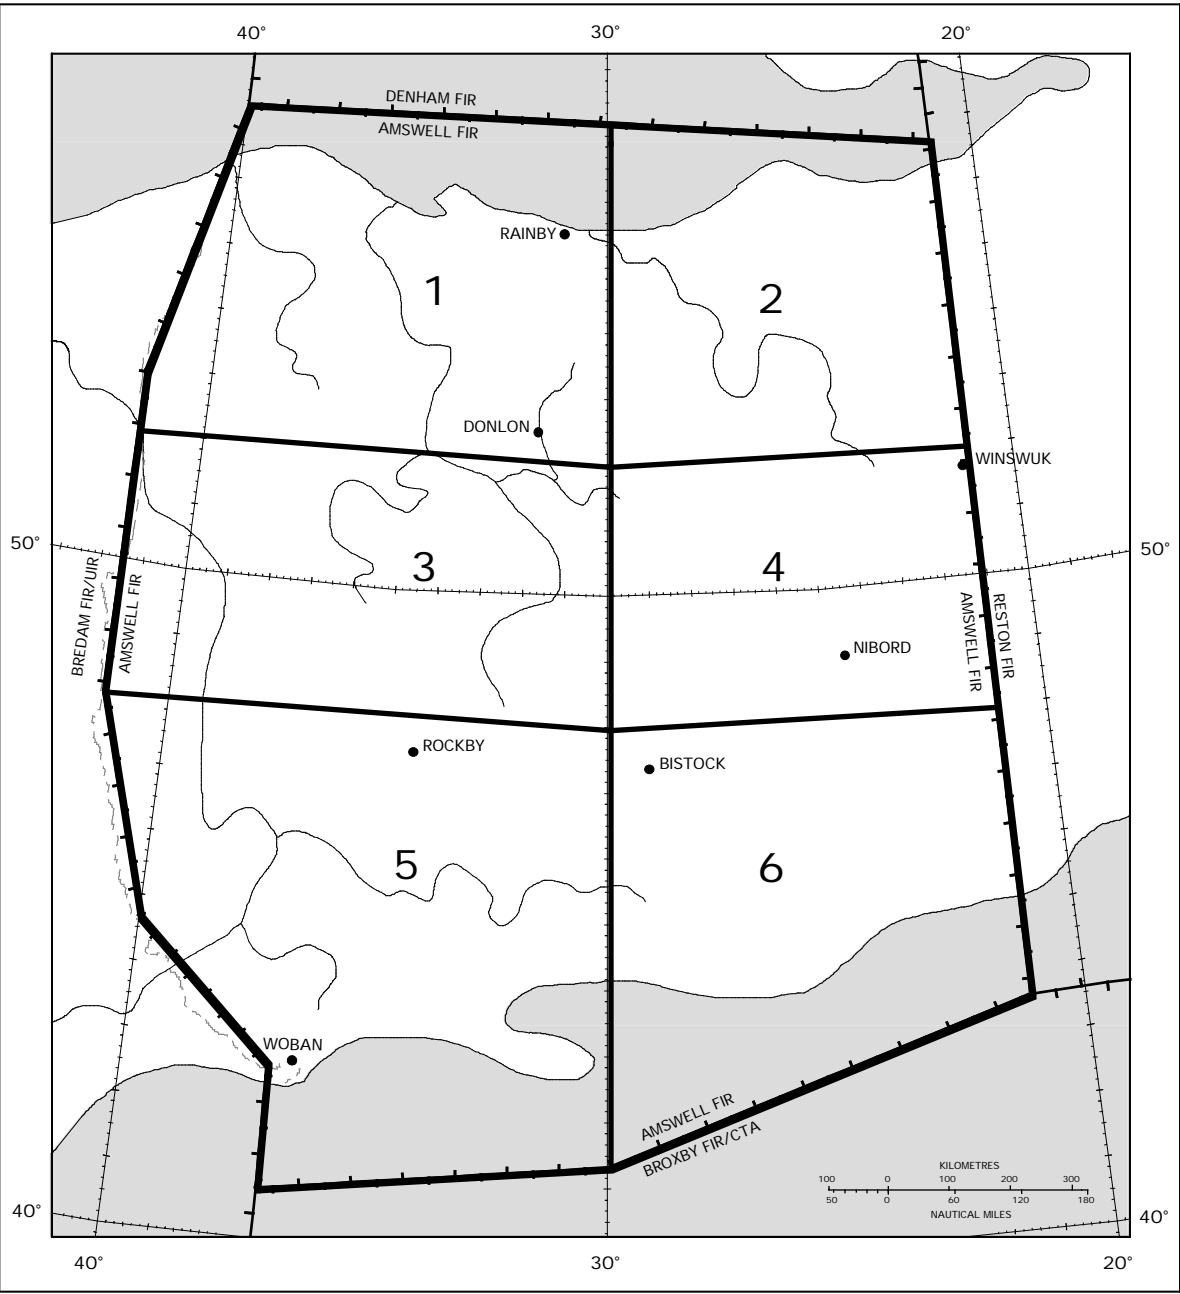 40°
30°
20°
DENHAM FIR
AMSWELL FIR
RAINBY
1
2
DONLON
WINSWUK
50°
50°
3
4
BREDAM FIR/UIR
AMSWELL FIR
AMSWELL FIR
RESTON FIR
NIBORD
ROCKBY
BISTOCK
5
6
WOBAN
AMSWELL FIR
BROXBY FIR/CTA
KILOMETRES
100 0 100 200 300
50 0 60 120 180
NAUTICAL MILES
40°
40°
40°
30°
20°